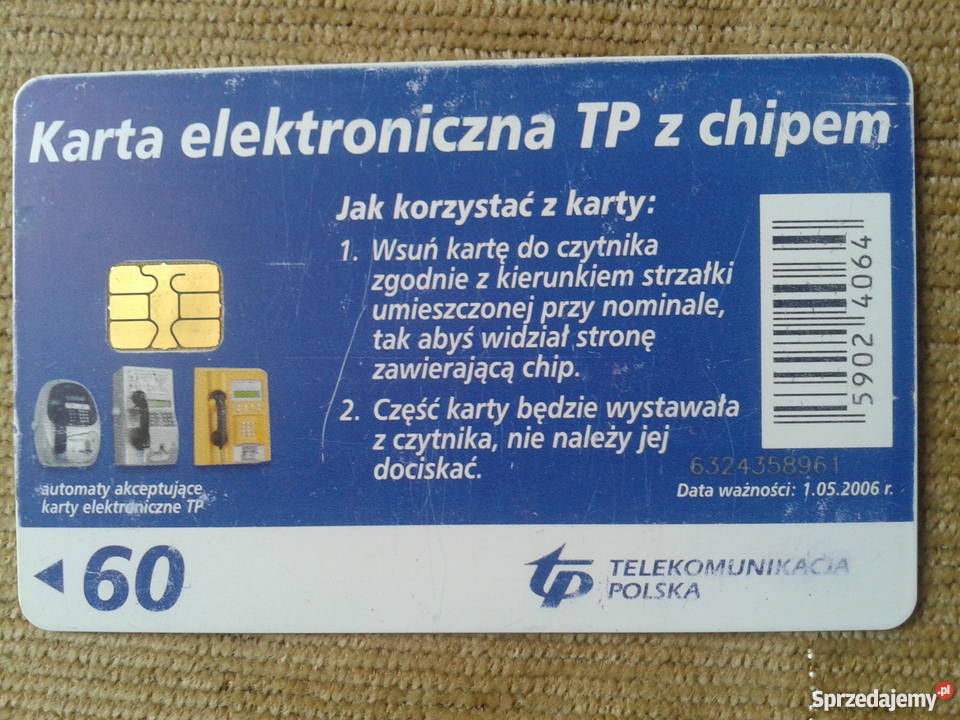 Karta elektroniczna TP z chipem
Jak korzystać z karty:
1. Wsuń kartę do czytnika
zgodnie z kierunkiem strzałki
umieszczonej przy nominale,
tak abyś widział stronę
zawierającą chip.
2. Część karty będzie wystawała
z czytnika, nie należy jej
dociskać.
5902 4064
6324358961
Data ważności: 1.05.2006 r.
automaty akceptujące
karty elektroniczne TP
60
tp TELEKOMUNIKACJA
POLSKA
Sprzedajemy.pl